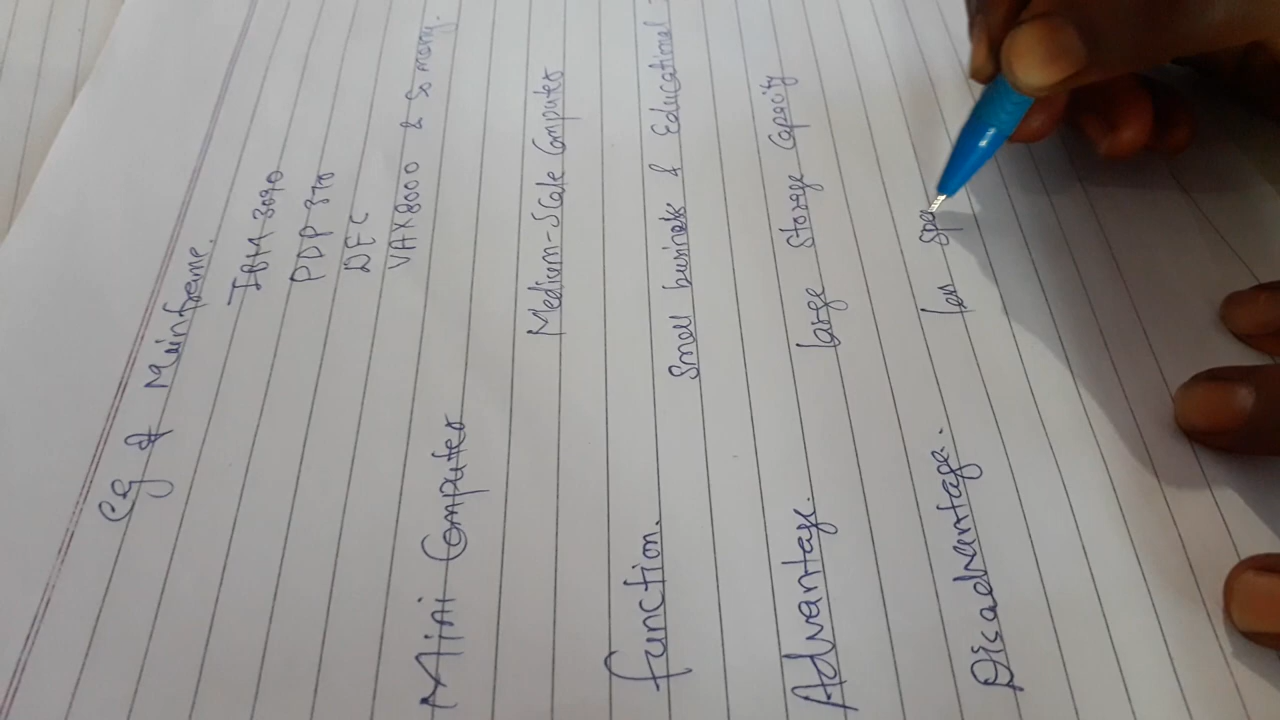 eg of Mainframe.
IBM 3090
PDP 370
DEC
VAX8000 & So many.
Mini Computer
Medium-Scale Computer
function.
Small business & Educational
Advantage.
large Storage Capacity
Disadvantage.
less Spe